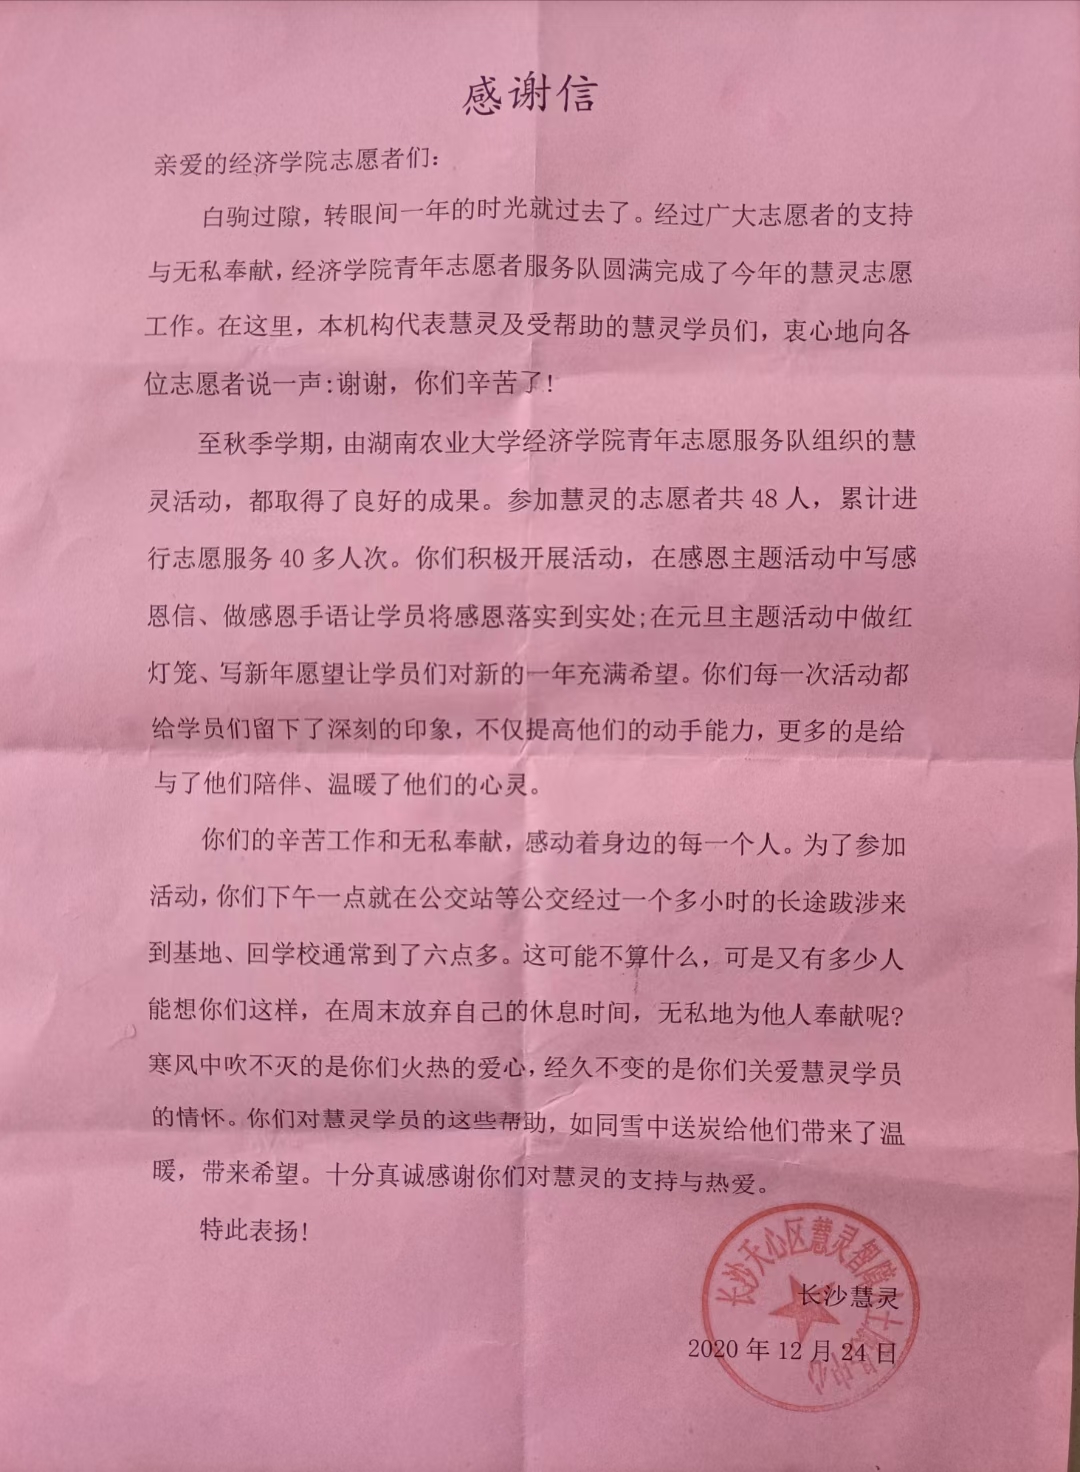 感谢信
亲爱的经济学院志愿者们：
白驹过隙，转眼间一年的时光就过去了。经过广大志愿者的支持
与无私奉献，经济学院青年志愿者服务队圆满完成了今年的慧灵志愿
工作。在这里，本机构代表慧灵及受帮助的慧灵学员们，衷心地向各
位志愿者说一声:谢谢，你们辛苦了!
至秋季学期，由湖南农业大学经济学院青年志愿服务队组织的慧
灵活动，都取得了良好的成果。参加慧灵的志愿者共 48 人，累计进
行志愿服务 40 多人次。你们积极开展活动，在感恩主题活动中写感
恩信、做感恩手语让学员将感恩落实到实处;在元旦主题活动中做红
灯笼、写新年愿望让学员们对新的一年充满希望。你们每一次活动都
给学员们留下了深刻的印象，不仅提高他们的动手能力，更多的是给
与了他们陪伴、温暖了他们的心灵。
你们的辛苦工作和无私奉献，感动着身边的每一个人。为了参加
活动，你们下午一点就在公交站等公交经过一个多小时的长途跋涉来
到基地、回学校通常到了六点多。这可能不算什么，可是又有多少人
能想你们这样，在周末放弃自己的休息时间，无私地为他人奉献呢?
寒风中吹不灭的是你们火热的爱心，经久不变的是你们关爱慧灵学员
的情怀。你们对慧灵学员的这些帮助，如同雪中送炭给他们带来了温
暖，带来希望。十分真诚感谢你们对慧灵的支持与热爱。
特此表扬!
长沙天心区慧灵智障人士服务中心
长沙慧灵
2020 年 12 月 24 日